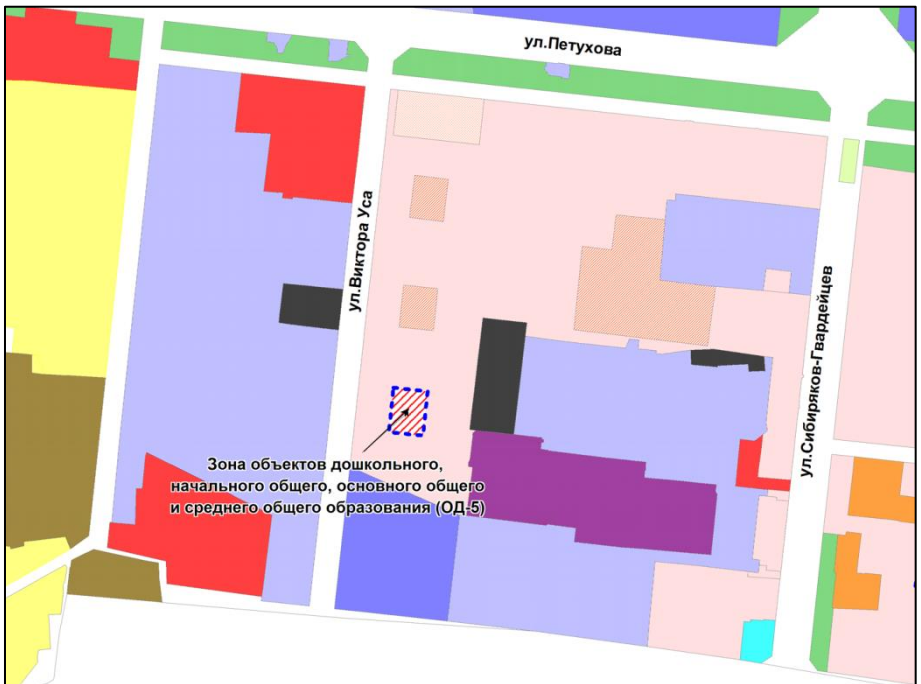 ул.Петухова
ул.Виктора Уса
ул.Сибиряков-Гвардейцев
Зона объектов дошкольного,
начального общего, основного общего
и среднего общего образования (ОД-5)